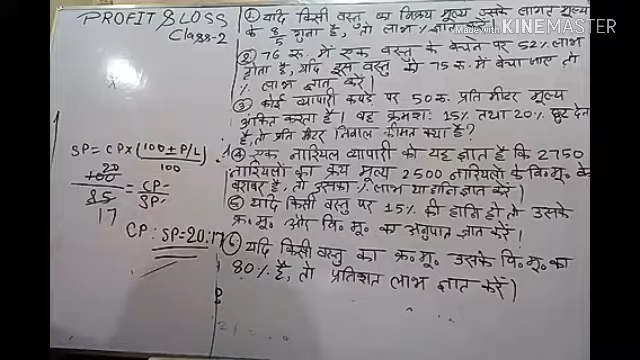 PROFIT & LOSS
Class-2
Made with KINEMASTER
① यदि किसी वस्तु का विक्रय मूल्य उसके लागत मूल्य
के 8/5 गुना है, तो लाभ % ज्ञात करें।
② 76 रु. में एक वस्तु के बेचने पर 52% लाभ
होता है, यदि इस वस्तु को 75 रु. में बेचा जाए तो
% लाभ ज्ञात करें।
③ कोई व्यापारी कपड़े पर 50 रु. प्रति मीटर मूल्य
अंकित करता है। वह क्रमशः 15% तथा 20% छूट देता
है, तो प्रति मीटर निवल कीमत क्या है?
④ एक नारियल व्यापारी को यह ज्ञात है कि 2750
नारियलों का क्रय मूल्य 2500 नारियलों के वि॰मू॰ के
बराबर है, तो उसका % लाभ या हानि ज्ञात करें।
⑤ यदि किसी वस्तु पर 15% की हानि हो तो उसके
क्र॰मू॰ और वि॰मू॰ का अनुपात ज्ञात करें।
⑥ यदि किसी वस्तु का क्र॰मू॰ उसके वि॰मू॰ का
80% है, तो प्रतिशत लाभ ज्ञात करें।
SP = CP × (100 ± P/L / 100)
20
100/85 = CP/SP
17
CP : SP = 20:17